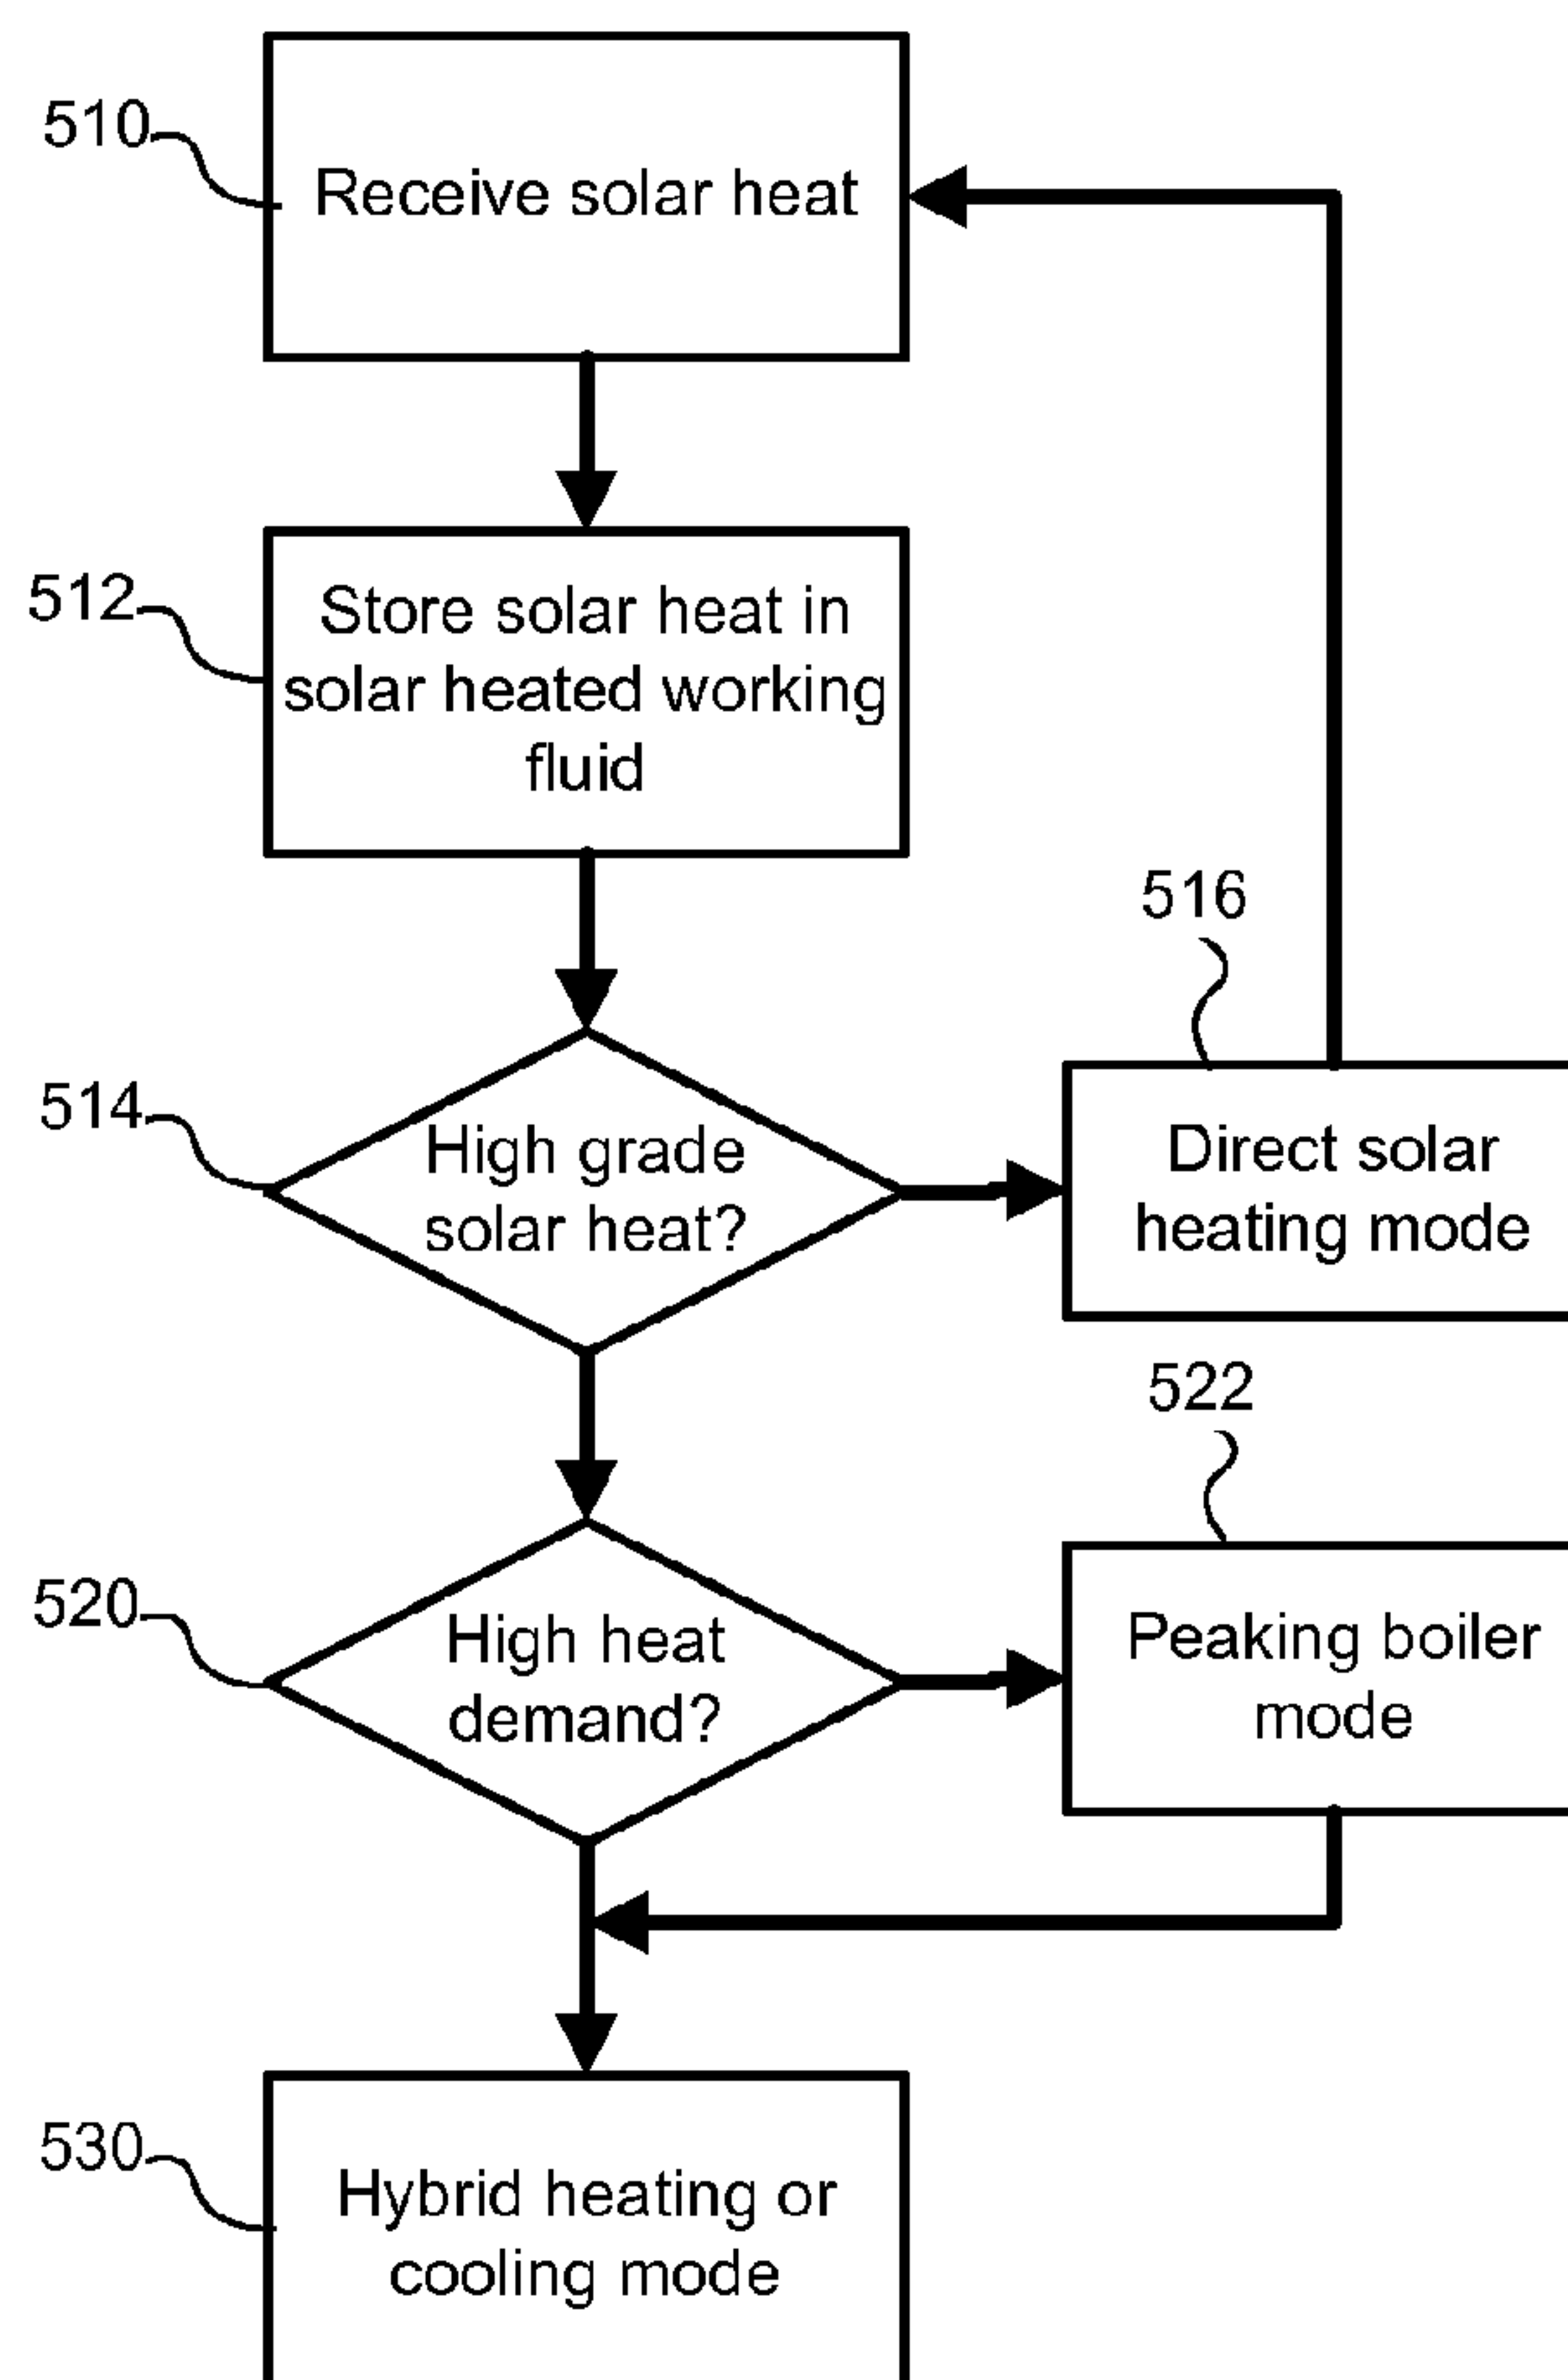 510
Receive solar heat
512
Store solar heat in
solar heated working
fluid
514
High grade
solar heat?
516
Direct solar
heating mode
520
High heat
demand?
522
Peaking boiler
mode
530
Hybrid heating or
cooling mode